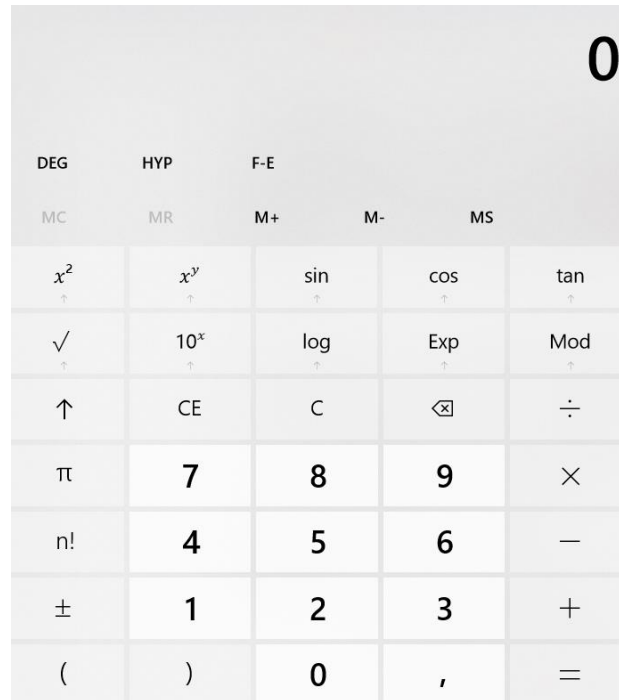 0
DEG HYP F-E
MC MR M+ M- MS
x² xʸ sin cos tan
√ 10ˣ log Exp Mod
↑ CE C ⌫ ÷
π 7 8 9 ×
n! 4 5 6 −
± 1 2 3 +
( ) 0 , =